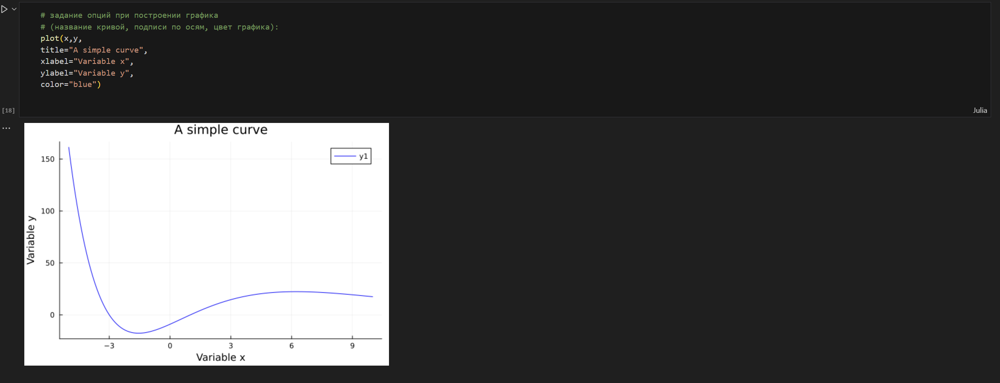 # задание опций при построении графика
# (название кривой, подписи по осям, цвет графика):
plot(x,y,
title="A simple curve",
xlabel="Variable x",
ylabel="Variable y",
color="blue")
[18]
Julia
...
A simple curve
y1
150
100
50
0
Variable y
−3 0 3 6 9
Variable x